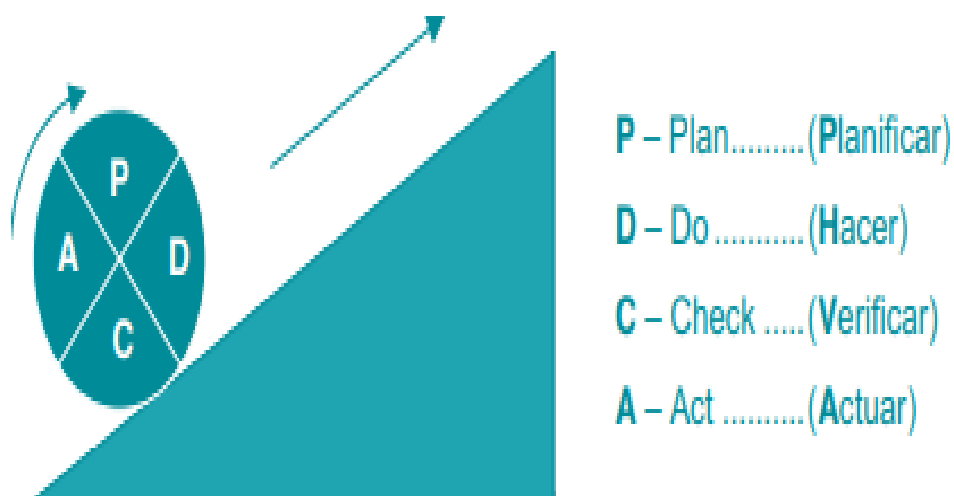 P
A D
C
P – Plan.........(Planificar)
D – Do ...........(Hacer)
C – Check .....(Verificar)
A – Act ..........(Actuar)